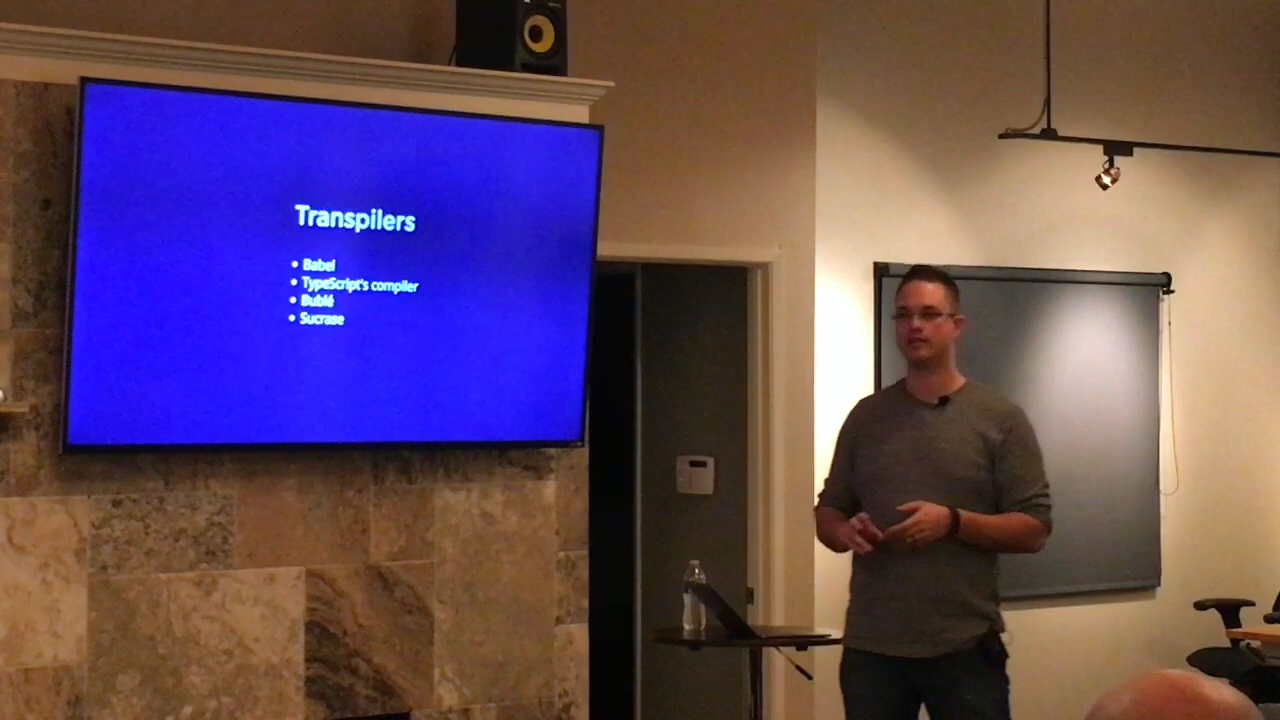 Transpilers
• Babel
• TypeScript's compiler
• Bublé
• Sucrase